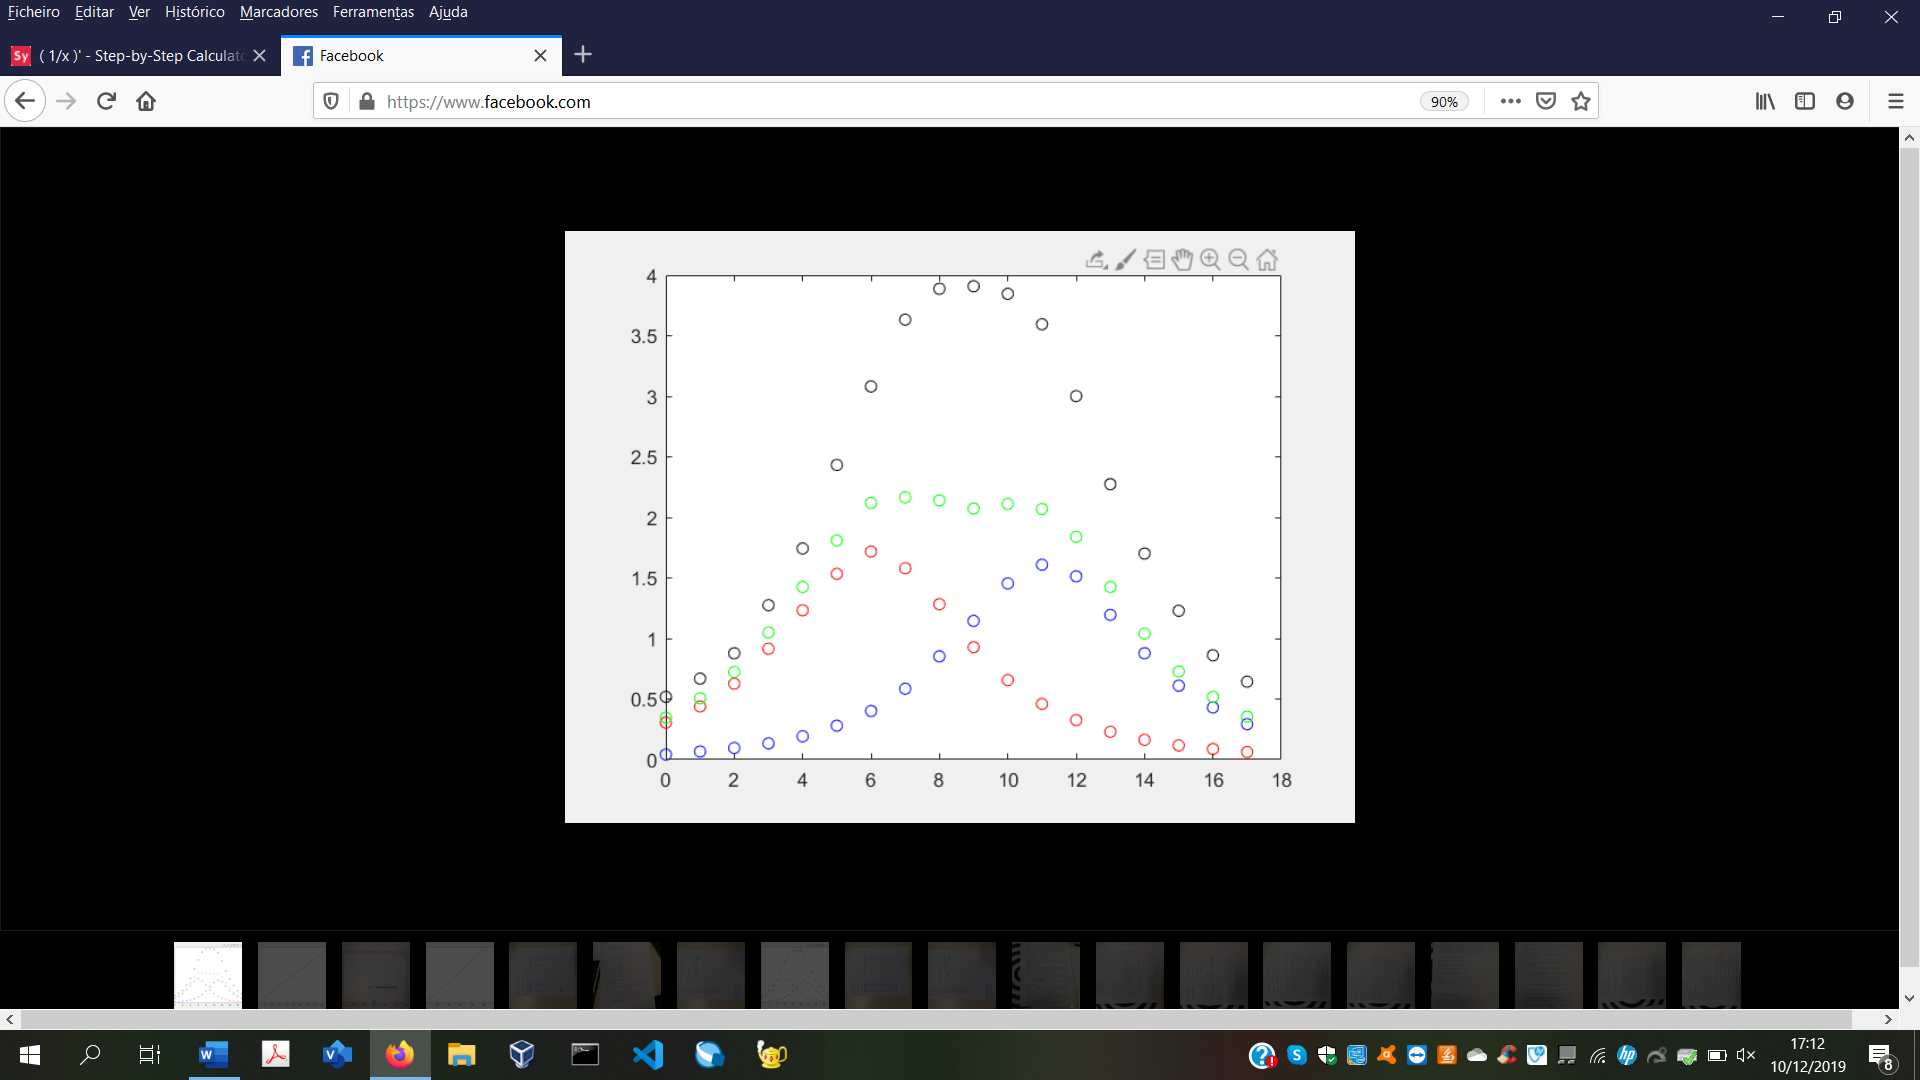 Ficheiro Editar Ver Histórico Marcadores Ferramentas Ajuda
Sy ( 1/x )' - Step-by-Step Calculato
Facebook
https://www.facebook.com 90%
4
3.5
3
2.5
2
1.5
1
0.5
0
0 2 4 6 8 10 12 14 16 18
17:12
10/12/2019
8